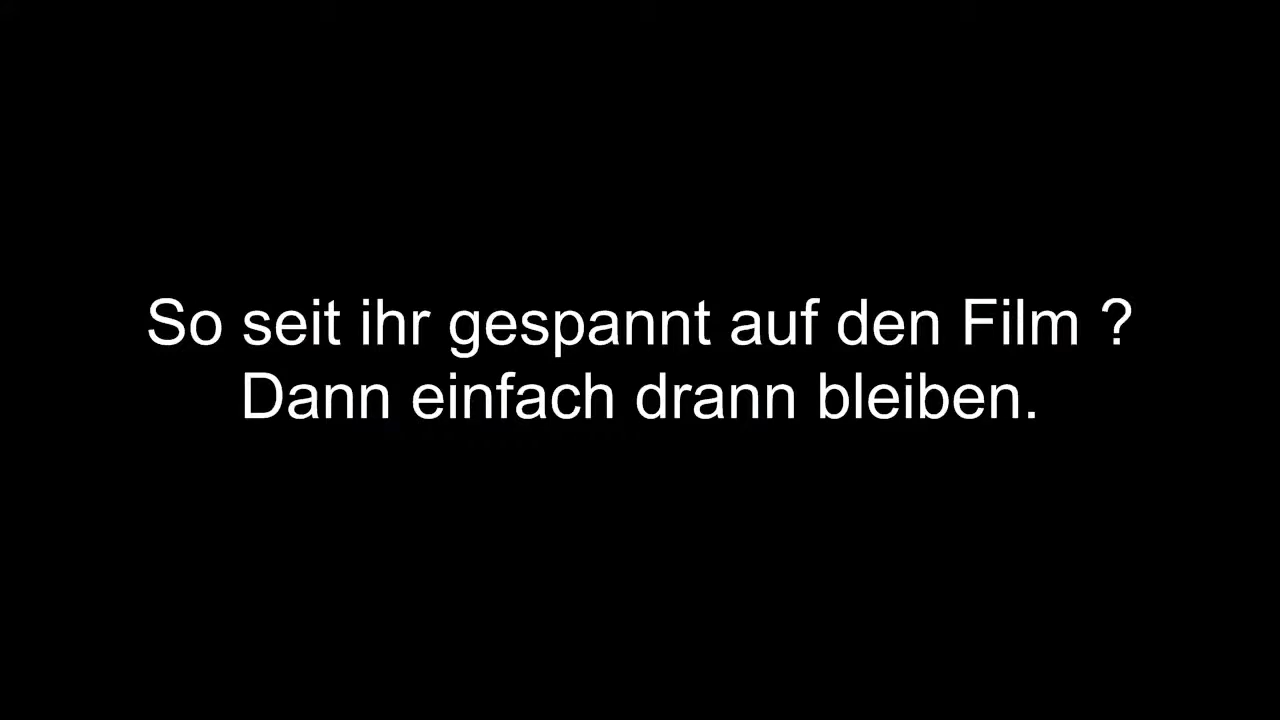 So seit ihr gespannt auf den Film ?
Dann einfach drann bleiben.